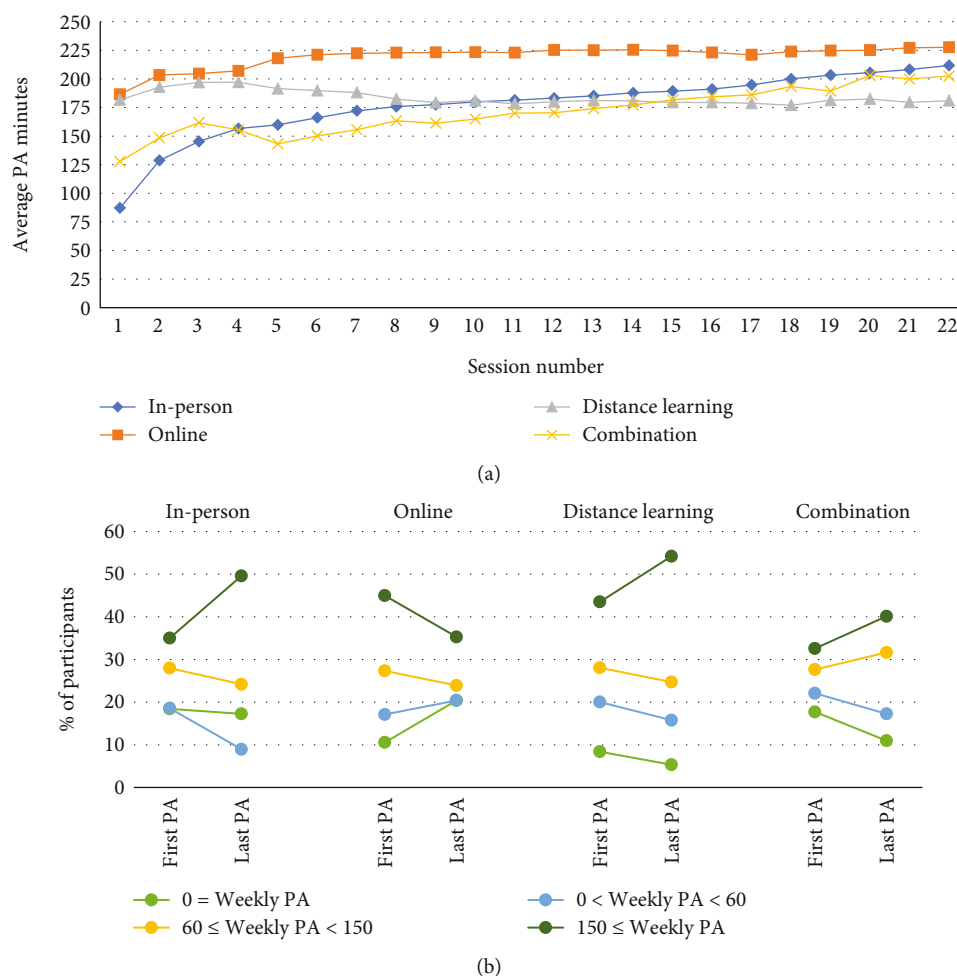 250
225
200
175
150
125
100
75
50
25
0
Average PA minutes
1 2 3 4 5 6 7 8 9 10 11 12 13 14 15 16 17 18 19 20 21 22
Session number
In-person
Distance learning
Online
Combination
(a)
In-person Online Distance learning Combination
60
50
40
30
20
10
0
% of participants
First PA Last PA First PA Last PA First PA Last PA First PA Last PA
0 = Weekly PA
0 < Weekly PA < 60
60 ≤ Weekly PA < 150
150 ≤ Weekly PA
(b)